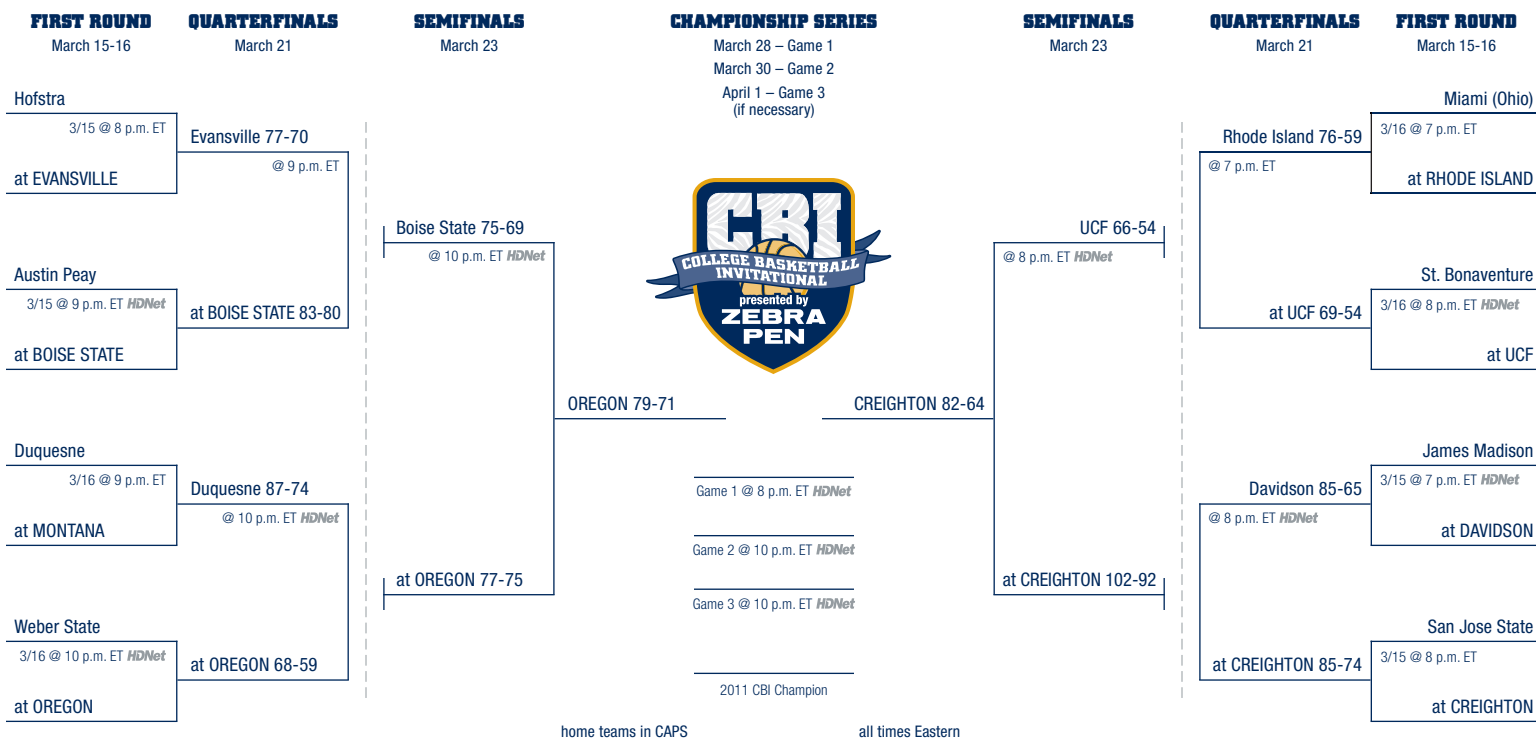 FIRST ROUND
March 15-16
QUARTERFINALS
March 21
SEMIFINALS
March 23
CHAMPIONSHIP SERIES
March 28 – Game 1
March 30 – Game 2
April 1 – Game 3
(if necessary)
SEMIFINALS
March 23
QUARTERFINALS
March 21
FIRST ROUND
March 15-16
Hofstra
3/15 @ 8 p.m. ET
at EVANSVILLE
Austin Peay
3/15 @ 9 p.m. ET HDNet
at BOISE STATE
Duquesne
3/16 @ 9 p.m. ET
at MONTANA
Weber State
3/16 @ 10 p.m. ET HDNet
at OREGON
Evansville 77-70
@ 9 p.m. ET
at BOISE STATE 83-80
Duquesne 87-74
@ 10 p.m. ET HDNet
at OREGON 68-59
Boise State 75-69
@ 10 p.m. ET HDNet
at OREGON 77-75
OREGON 79-71
CBI
COLLEGE BASKETBALL
INVITATIONAL
presented by
ZEBRA
PEN
CREIGHTON 82-64
Game 1 @ 8 p.m. ET HDNet
Game 2 @ 10 p.m. ET HDNet
Game 3 @ 10 p.m. ET HDNet
2011 CBI Champion
UCF 66-54
@ 8 p.m. ET HDNet
at CREIGHTON 102-92
Rhode Island 76-59
@ 7 p.m. ET
at UCF 69-54
Davidson 85-65
@ 8 p.m. ET HDNet
at CREIGHTON 85-74
Miami (Ohio)
3/16 @ 7 p.m. ET
at RHODE ISLAND
St. Bonaventure
3/16 @ 8 p.m. ET HDNet
at UCF
James Madison
3/15 @ 7 p.m. ET HDNet
at DAVIDSON
San Jose State
3/15 @ 8 p.m. ET
at CREIGHTON
home teams in CAPS
all times Eastern